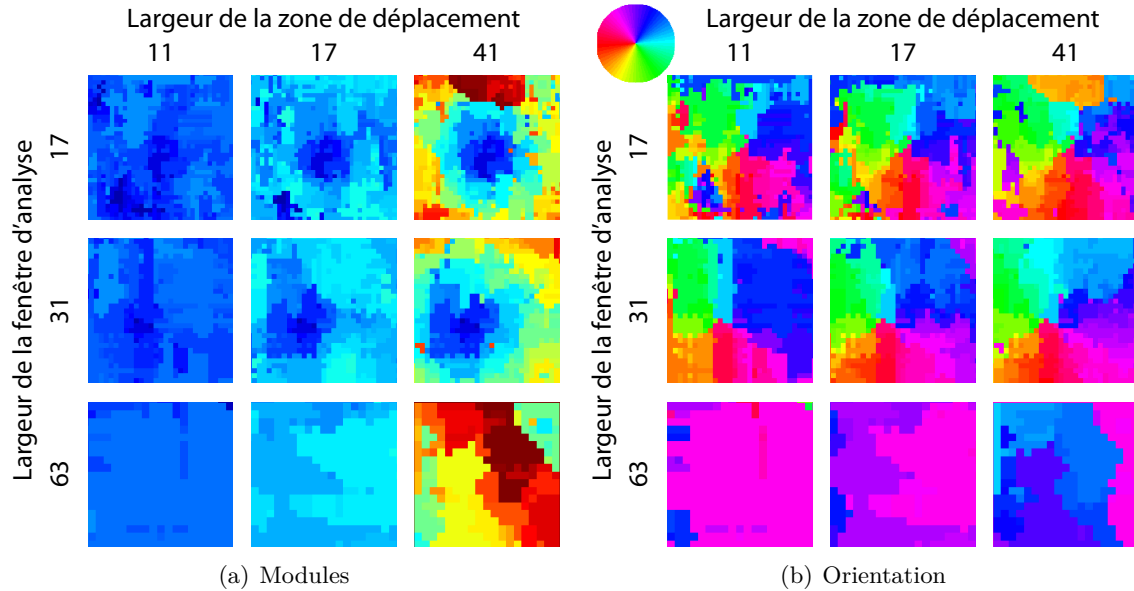 Largeur de la zone de déplacement
11 17 41
Largeur de la fenêtre d'analyse
17
31
63
(a) Modules
Largeur de la zone de déplacement
11 17 41
Largeur de la fenêtre d'analyse
17
31
63
(b) Orientation